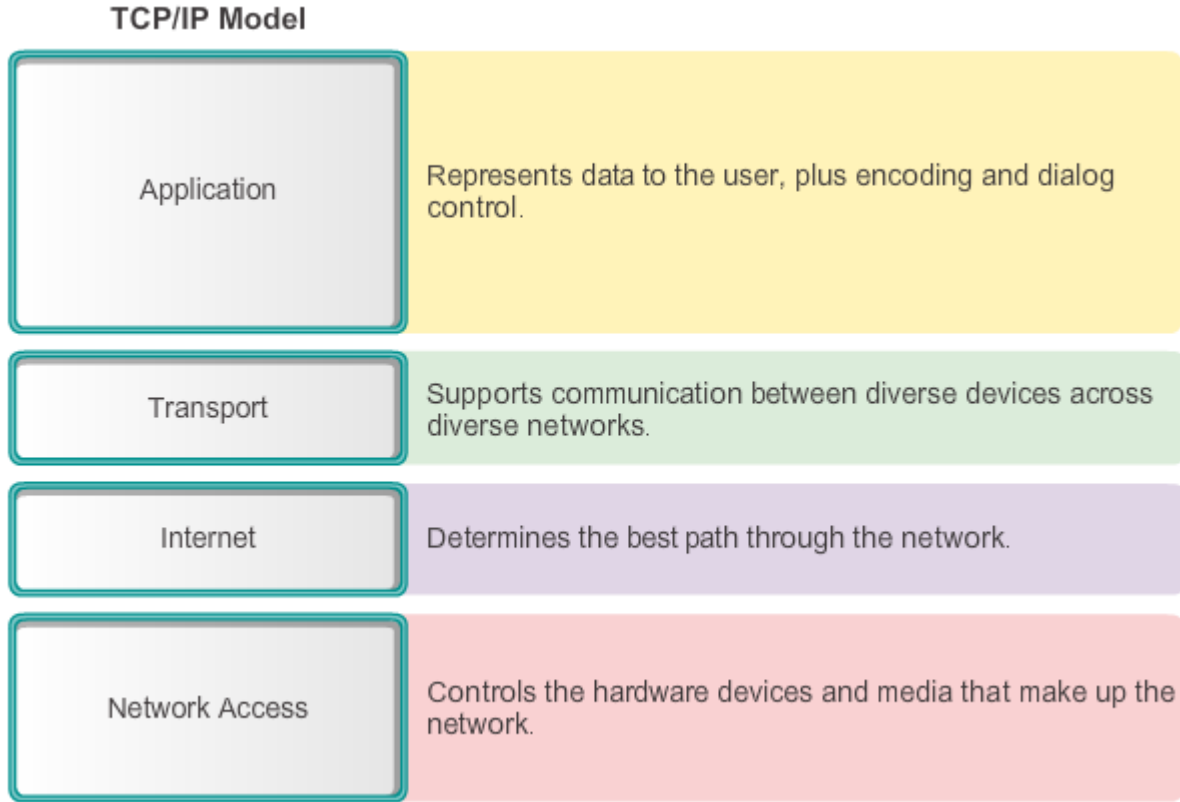 TCP/IP Model
Application
Represents data to the user, plus encoding and dialog
control.
Transport
Supports communication between diverse devices across
diverse networks.
Internet
Determines the best path through the network.
Network Access
Controls the hardware devices and media that make up the
network.